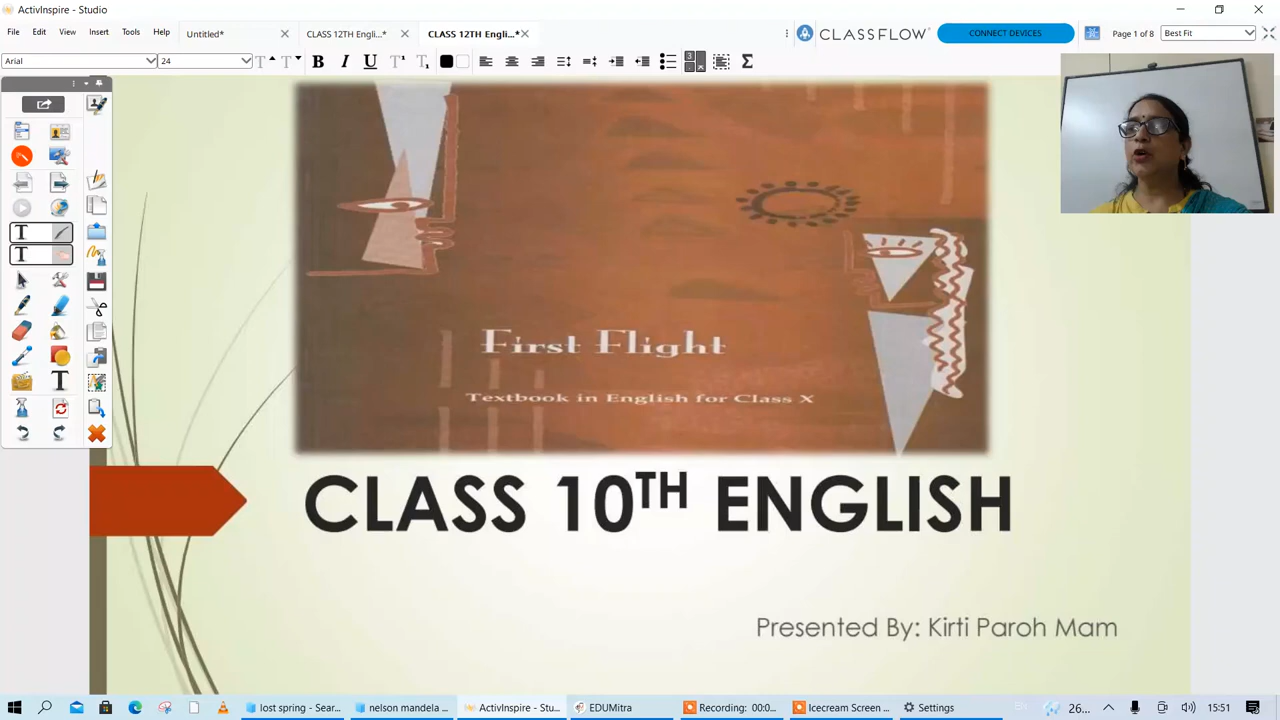 ActivInspire - Studio
File Edit View Insert Tools Help Untitled* CLASS 12TH Engli...* CLASS 12TH Engli...* CLASSFLOW CONNECT DEVICES Page 1 of 8 Best Fit
Arial 24
First Flight
Textbook in English for Class X
CLASS 10TH ENGLISH
Presented By: Kirti Paroh Mam
lost spring - Sear... nelson mandela ActivInspire - Stu... EDUMitra Recording: 00:0... Icecream Screen ... Settings 26... 15:51